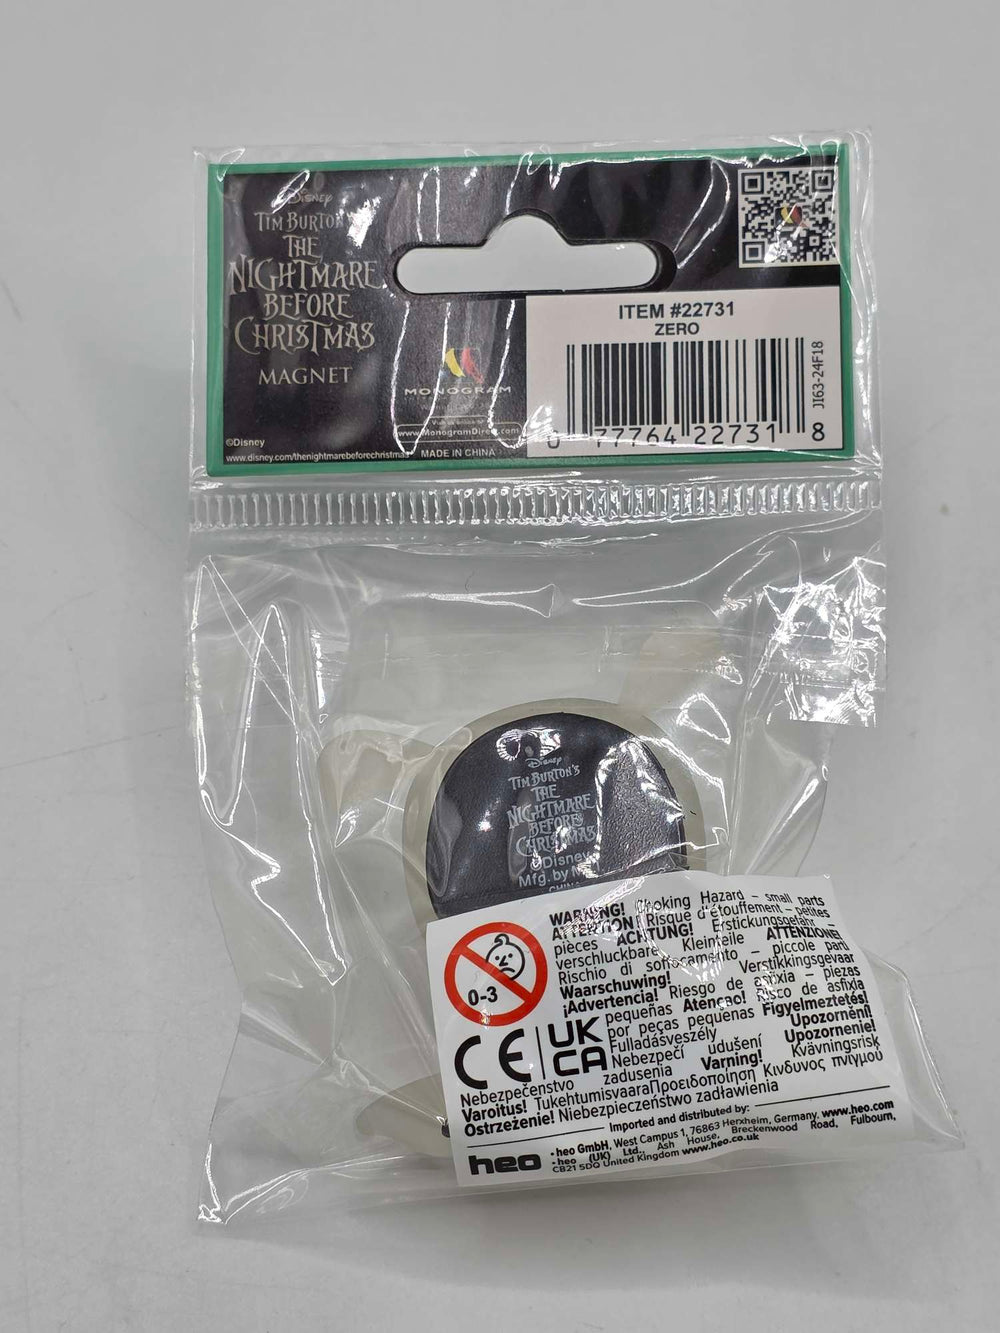 Disney
TIM BURTON'S
THE
NIGHTMARE
BEFORE
CHRISTMAS
MAGNET
MONOGRAM
www.MonogramDirect.com
MADE IN CHINA
©Disney
www.disney.com/thenightmarebeforechristmas
ITEM #22731
ZERO
0 77764 22731 8
J163-24F18
Disney
TIM BURTON'S
THE
NIGHTMARE
BEFORE
CHRISTMAS
©Disney
Mfg. by
CHINA
0-3
CE UK
CA
WARNING! Choking Hazard – small parts
ATTENTION! Risque d'étouffement – petites
pièces ACHTUNG! Erstickungsgefahr –
verschluckbare Kleinteile ATTENZIONE!
Rischio di soffocamento – piccole parti
Waarschuwing! Verstikkingsgevaar
¡Advertencia! Riesgo de asfixia – piezas
pequeñas Atençao! Risco de asfixia
por peças pequenas Figyelmeztetés!
Fulladásveszély Upozornění!
Nebezpečí udušení Upozornenie!
Nebezpečenstvo zadusenia Varning! Kvävningsrisk
Varoitus! Tukehtumisvaara Προειδοποίηση Κίνδυνος πνιγμού
Ostrzeżenie! Niebezpieczeństwo zadławienia
Imported and distributed by:
heo
• heo GmbH, West Campus 1, 76863 Herxheim, Germany. www.heo.com
• heo (UK) Ltd., Ash House, Breckenwood Road, Fulbourn,
CB21 5DQ United Kingdom www.heo.co.uk